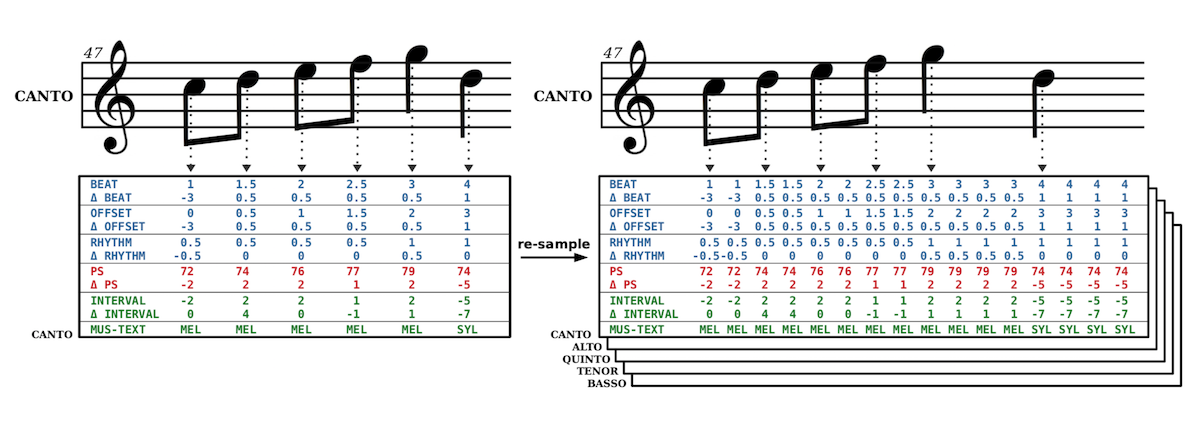 47
CANTO
BEAT 1 1.5 2 2.5 3 4
Δ BEAT -3 0.5 0.5 0.5 0.5 1
OFFSET 0 0.5 1 1.5 2 3
Δ OFFSET -3 0.5 0.5 0.5 0.5 1
RHYTHM 0.5 0.5 0.5 0.5 1 1
Δ RHYTHM -0.5 0 0 0 0.5 0
PS 72 74 76 77 79 74
Δ PS -2 2 2 1 2 -5
INTERVAL -2 2 2 1 2 -5
Δ INTERVAL 0 4 0 -1 1 -7
MUS-TEXT MEL MEL MEL MEL MEL SYL
CANTO
re-sample
47
CANTO
BEAT 1 1 1.5 1.5 2 2 2.5 2.5 3 3 3 3 4 4 4 4
Δ BEAT -3 -3 0.5 0.5 0.5 0.5 0.5 0.5 0.5 0.5 0.5 0.5 1 1 1 1
OFFSET 0 0 0.5 0.5 1 1 1.5 1.5 2 2 2 2 3 3 3 3
Δ OFFSET -3 -3 0.5 0.5 0.5 0.5 0.5 0.5 0.5 0.5 0.5 0.5 1 1 1 1
RHYTHM 0.5 0.5 0.5 0.5 0.5 0.5 0.5 0.5 1 1 1 1 1 1 1 1
Δ RHYTHM -0.5 -0.5 0 0 0 0 0 0 0.5 0.5 0.5 0.5 0 0 0 0
PS 72 72 74 74 76 76 77 77 79 79 79 79 74 74 74 74
Δ PS -2 -2 2 2 2 2 1 1 2 2 2 2 -5 -5 -5 -5
INTERVAL -2 -2 2 2 2 2 1 1 2 2 2 2 -5 -5 -5 -5
Δ INTERVAL 0 0 4 4 0 0 -1 -1 1 1 1 1 -7 -7 -7 -7
MUS-TEXT MEL MEL MEL MEL MEL MEL MEL MEL MEL MEL MEL MEL SYL SYL SYL SYL
CANTO
ALTO
QUINTO
TENOR
BASSO